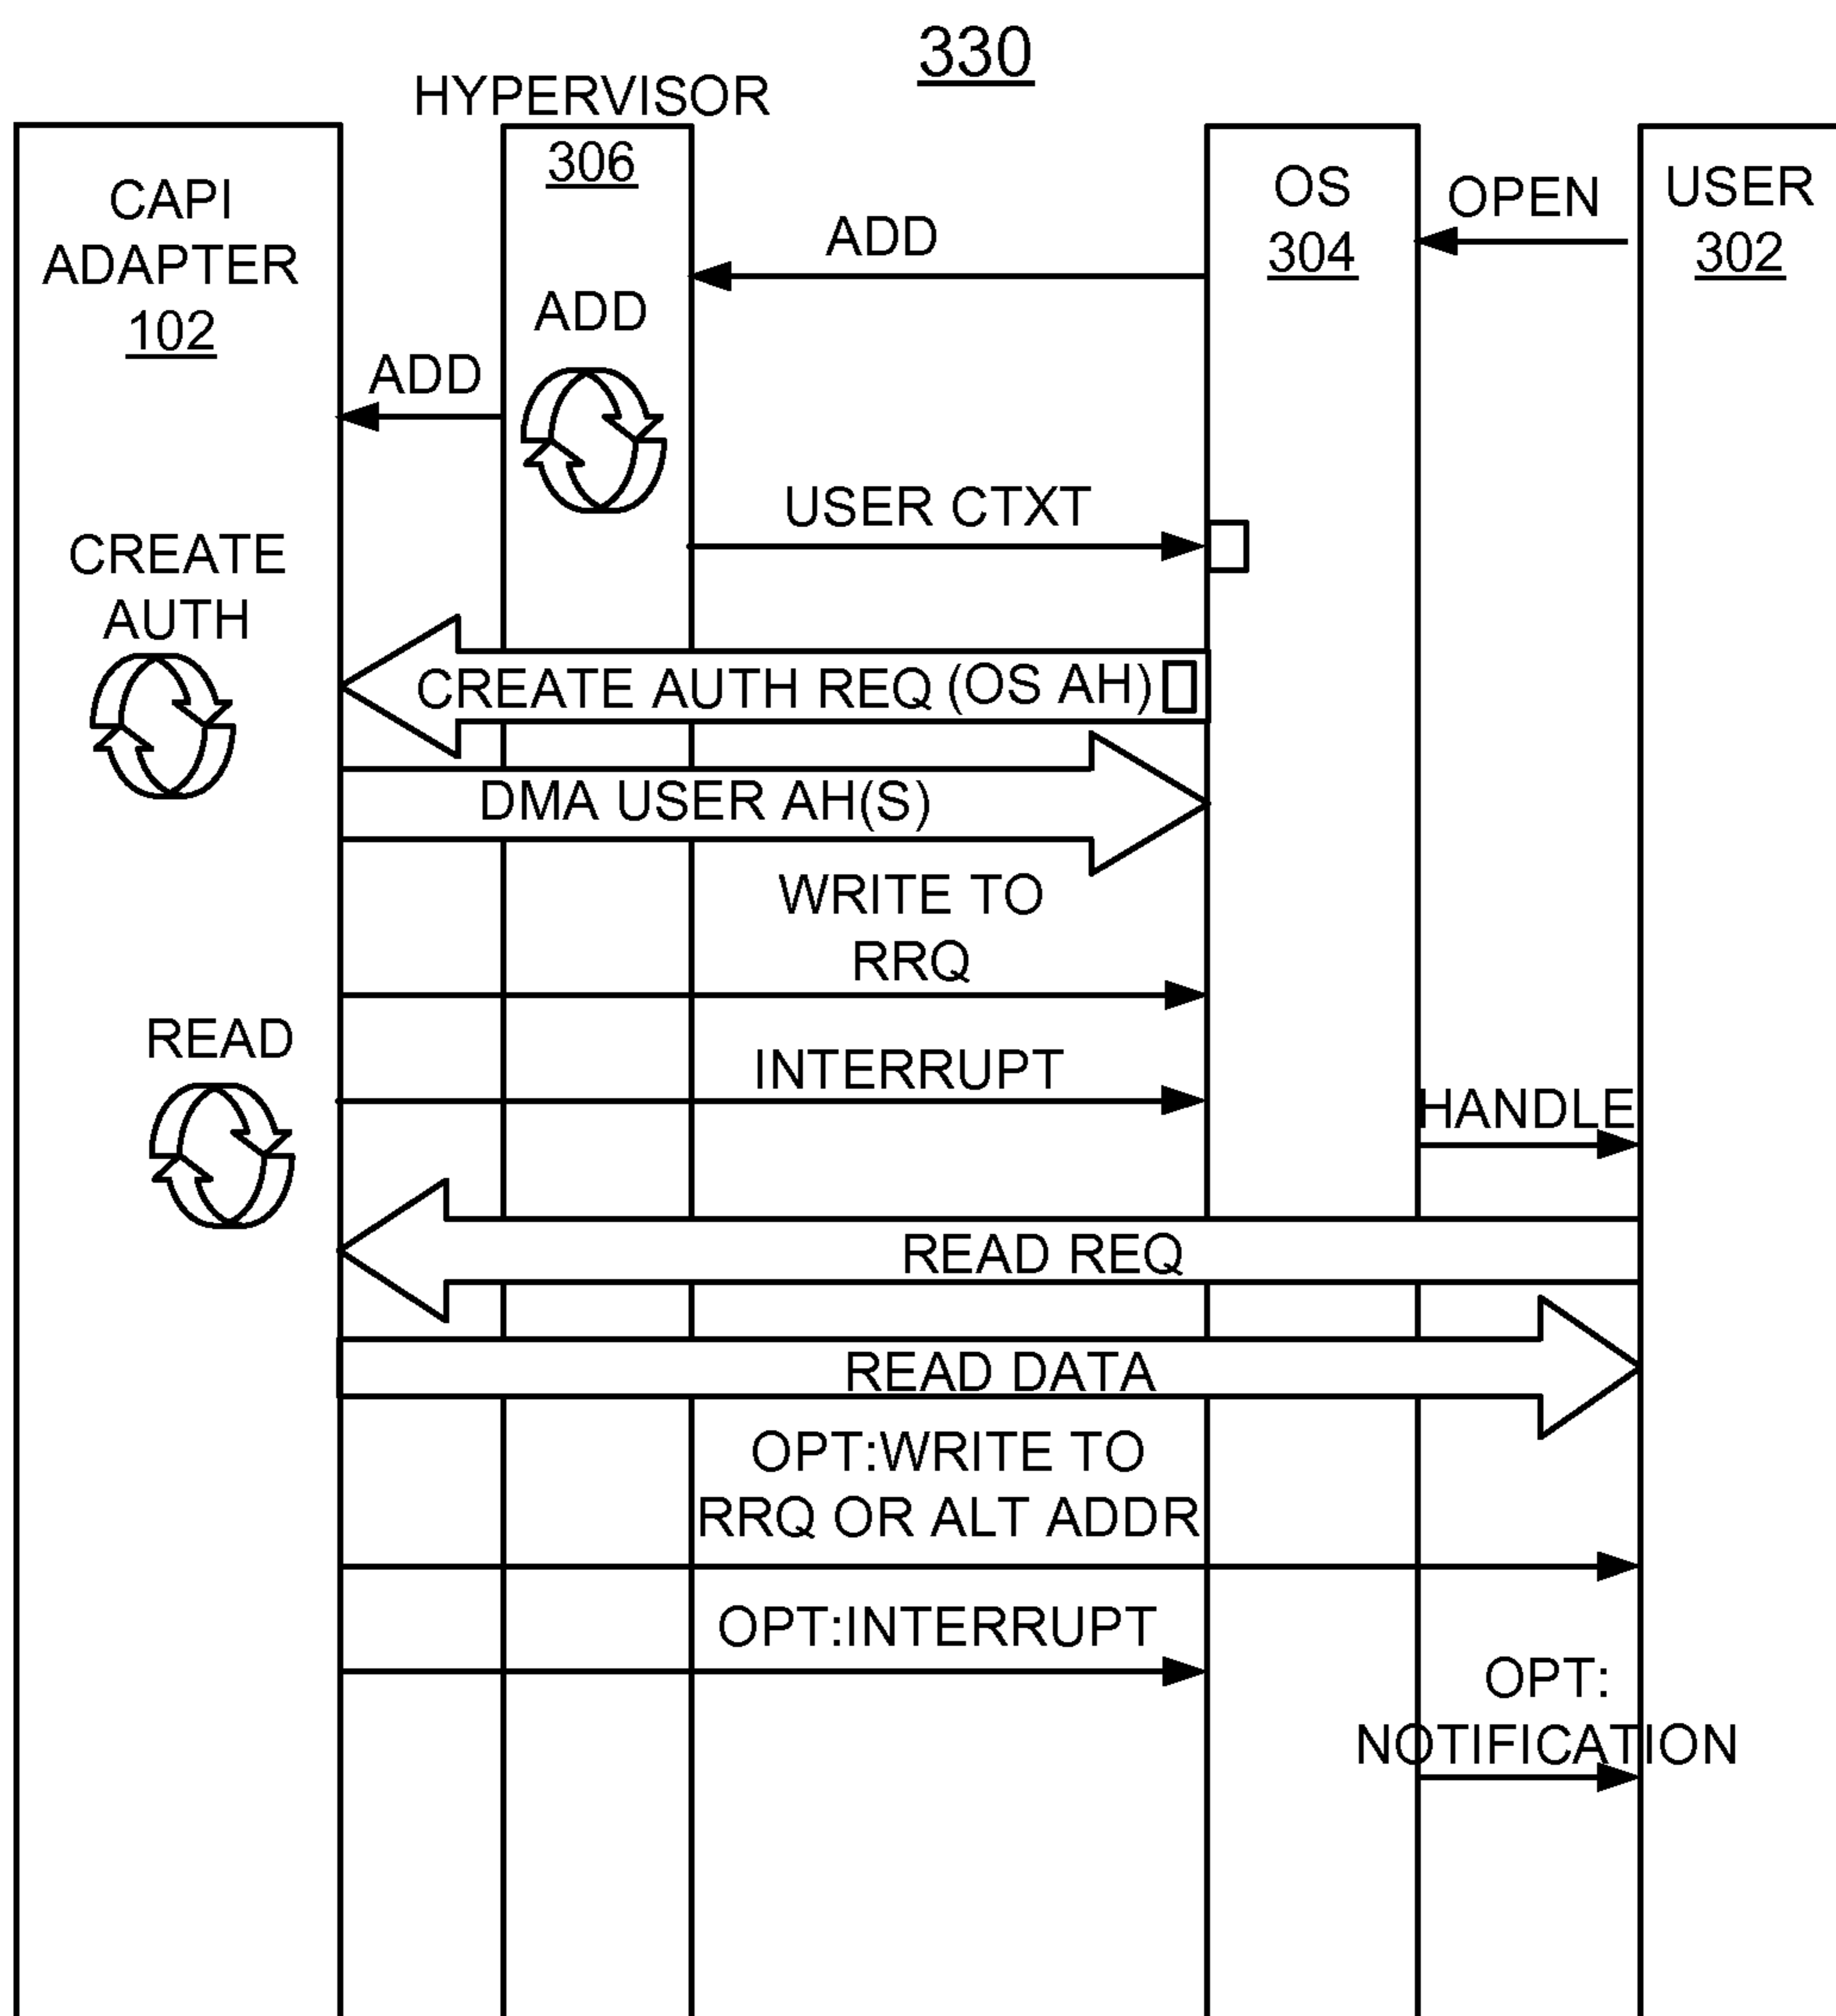 330
HYPERVISOR
306
CAPI
ADAPTER
102
OS
304
OPEN
USER
302
ADD
ADD
ADD
USER CTXT
CREATE
AUTH
CREATE AUTH REQ (OS AH)
DMA USER AH(S)
WRITE TO
RRQ
READ
INTERRUPT
HANDLE
READ REQ
READ DATA
OPT:WRITE TO
RRQ OR ALT ADDR
OPT:INTERRUPT
OPT:
NOTIFICATION